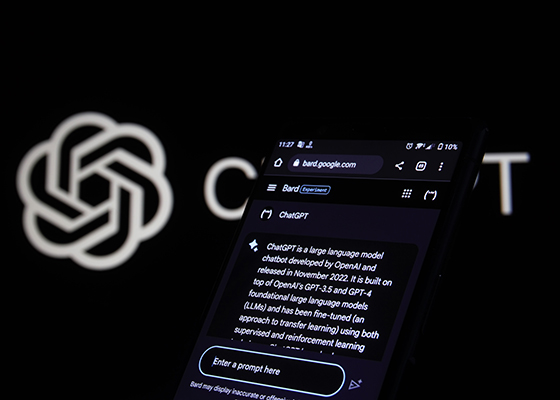 C T
11:27 10%
bard.google.com
Bard Experiment
ChatGPT
ChatGPT is a large language model
chatbot developed by OpenAI and
released in November 2022. It is built on
top of OpenAI's GPT-3.5 and GPT-4
foundational large language models
(LLMs) and has been fine-tuned (an
approach to transfer learning) using both
supervised and reinforcement learning
Enter a prompt here
Bard may display inaccurate or